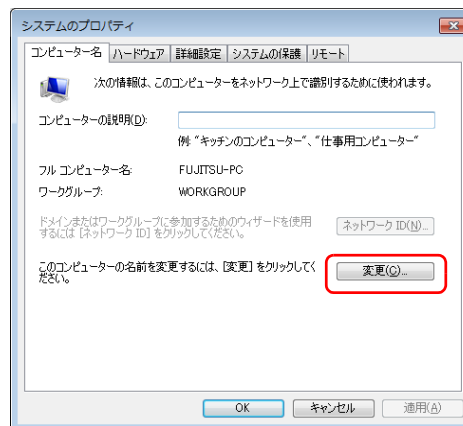 システムのプロパティ
コンピューター名 ハードウェア 詳細設定 システムの保護 リモート
次の情報は、このコンピューターをネットワーク上で識別するために使われます。
コンピューターの説明(D):
例: "キッチンのコンピューター"、"仕事用コンピューター"
フル コンピューター名: FUJITSU-PC
ワークグループ: WORKGROUP
ドメインまたはワークグループに参加するためのウィザードを使用
するには [ネットワーク ID] をクリックしてください。
ネットワーク ID(N)...
このコンピューターの名前を変更するには、[変更] をクリックしてく
ださい。
変更(C)...
OK キャンセル 適用(A)